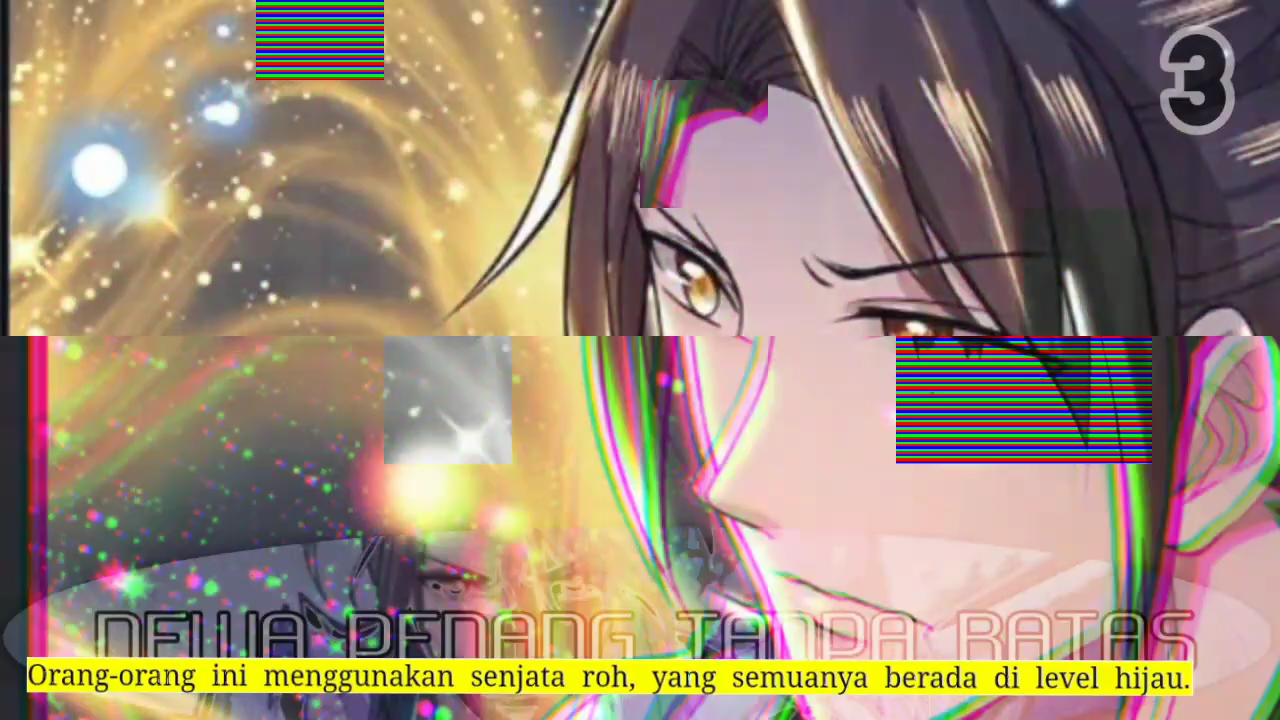 3
DEWA PEDANG TANPA BATAS
Orang-orang ini menggunakan senjata roh, yang semuanya berada di level hijau.